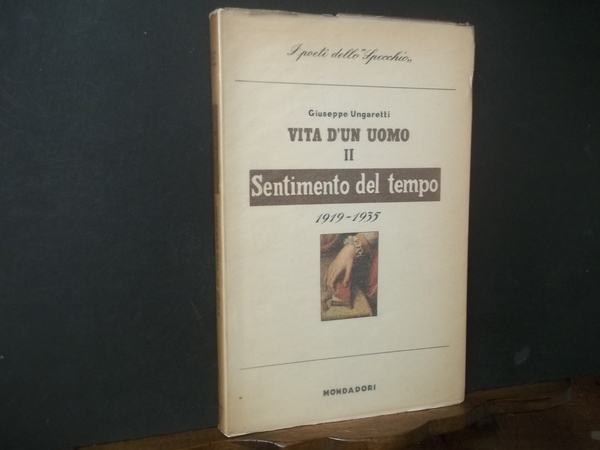 I poeti dello "Specchio"
Giuseppe Ungaretti
VITA D'UN UOMO
II
Sentimento del tempo
1919-1935
MONDADORI